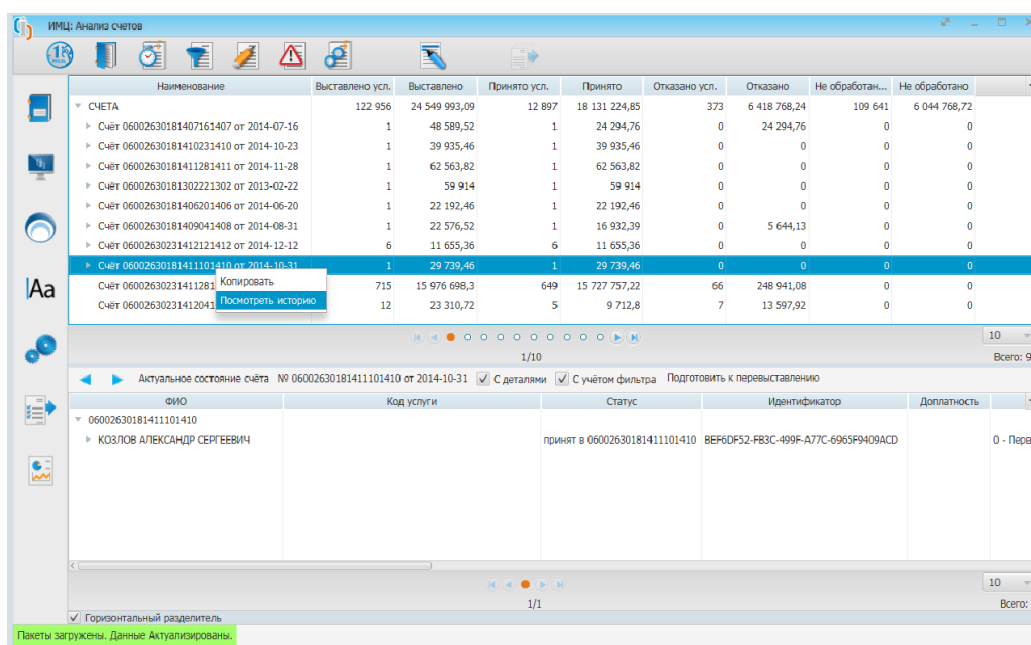 ИМЦ: Анализ счетов
Наименование Выставлено усл. Выставлено Принято усл. Принято Отказано усл. Отказано Не обработан... Не обработано
СЧЕТА 122 956 24 549 993,09 12 897 18 131 224,85 373 6 418 768,24 109 641 6 044 768,72
Счёт 06002630181407161407 от 2014-07-16 1 48 589,52 1 24 294,76 0 24 294,76 0 0
Счёт 06002630181410231410 от 2014-10-23 1 39 935,46 1 39 935,46 0 0 0 0
Счёт 06002630181411281411 от 2014-11-28 1 62 563,82 1 62 563,82 0 0 0 0
Счёт 06002630181302221302 от 2013-02-22 1 59 914 1 59 914 0 0 0 0
Счёт 06002630181406201406 от 2014-06-20 1 22 192,46 1 22 192,46 0 0 0 0
Счёт 06002630181409041408 от 2014-08-31 1 22 576,52 1 16 932,39 0 5 644,13 0 0
Счёт 06002630231412121412 от 2014-12-12 6 11 655,36 6 11 655,36 0 0 0 0
Счёт 06002630181411101410 от 2014-10-31 1 29 739,46 1 29 739,46 0 0 0 0
Счёт 06002630231411281 715 15 976 698,3 649 15 727 757,22 66 248 941,08 0 0
Счёт 06002630231412041 12 23 310,72 5 9 712,8 7 13 597,92 0 0
Копировать
Посмотреть историю
Aa
1/10
10
Всего: 9
Актуальное состояние счёта № 06002630181411101410 от 2014-10-31 С деталями С учётом фильтра Подготовить к перевыставлению
ФИО Код услуги Статус Идентификатор Доплатность
06002630181411101410
КОЗЛОВ АЛЕКСАНДР СЕРГЕЕВИЧ принят в 06002630181411101410 BEF6DF52-FB3C-499F-A77C-6965F9409ACD 0 - Перв
1/1
10
Всего:
Горизонтальный разделитель
Пакеты загружены. Данные Актуализированы.